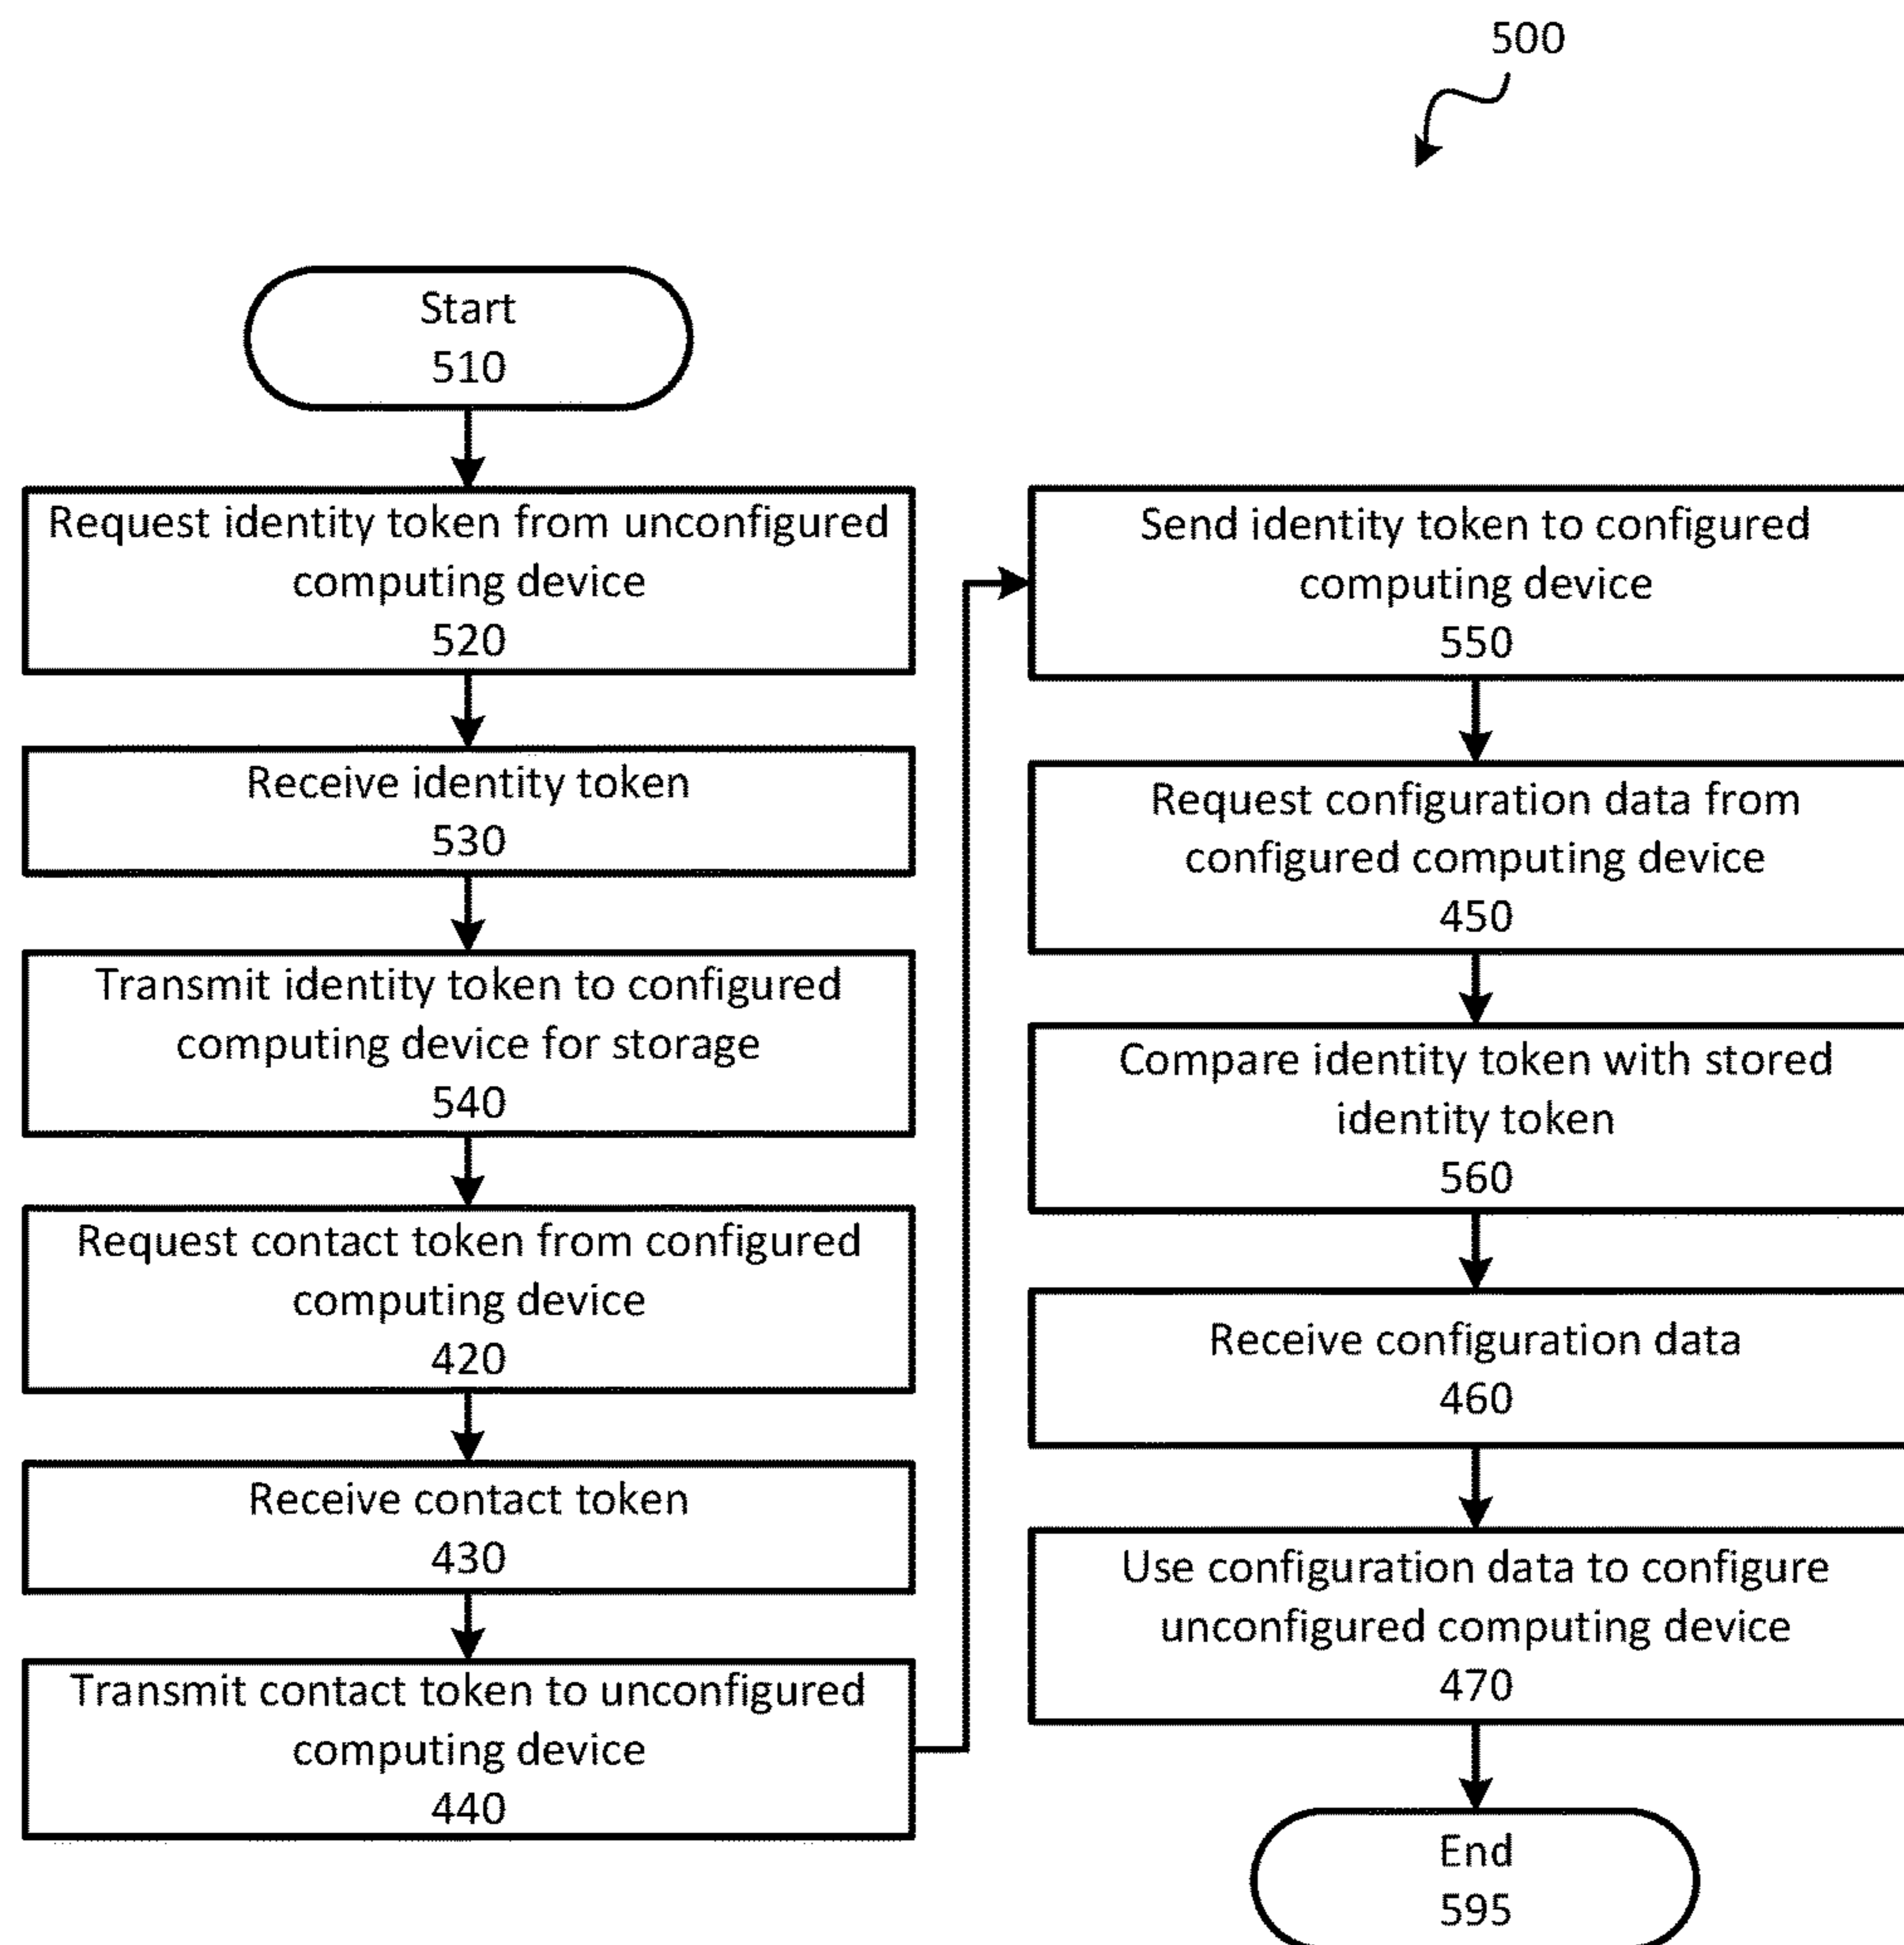 500
Start
510
Request identity token from unconfigured
computing device
520
Receive identity token
530
Transmit identity token to configured
computing device for storage
540
Request contact token from configured
computing device
420
Receive contact token
430
Transmit contact token to unconfigured
computing device
440
Send identity token to configured
computing device
550
Request configuration data from
configured computing device
450
Compare identity token with stored
identity token
560
Receive configuration data
460
Use configuration data to configure
unconfigured computing device
470
End
595